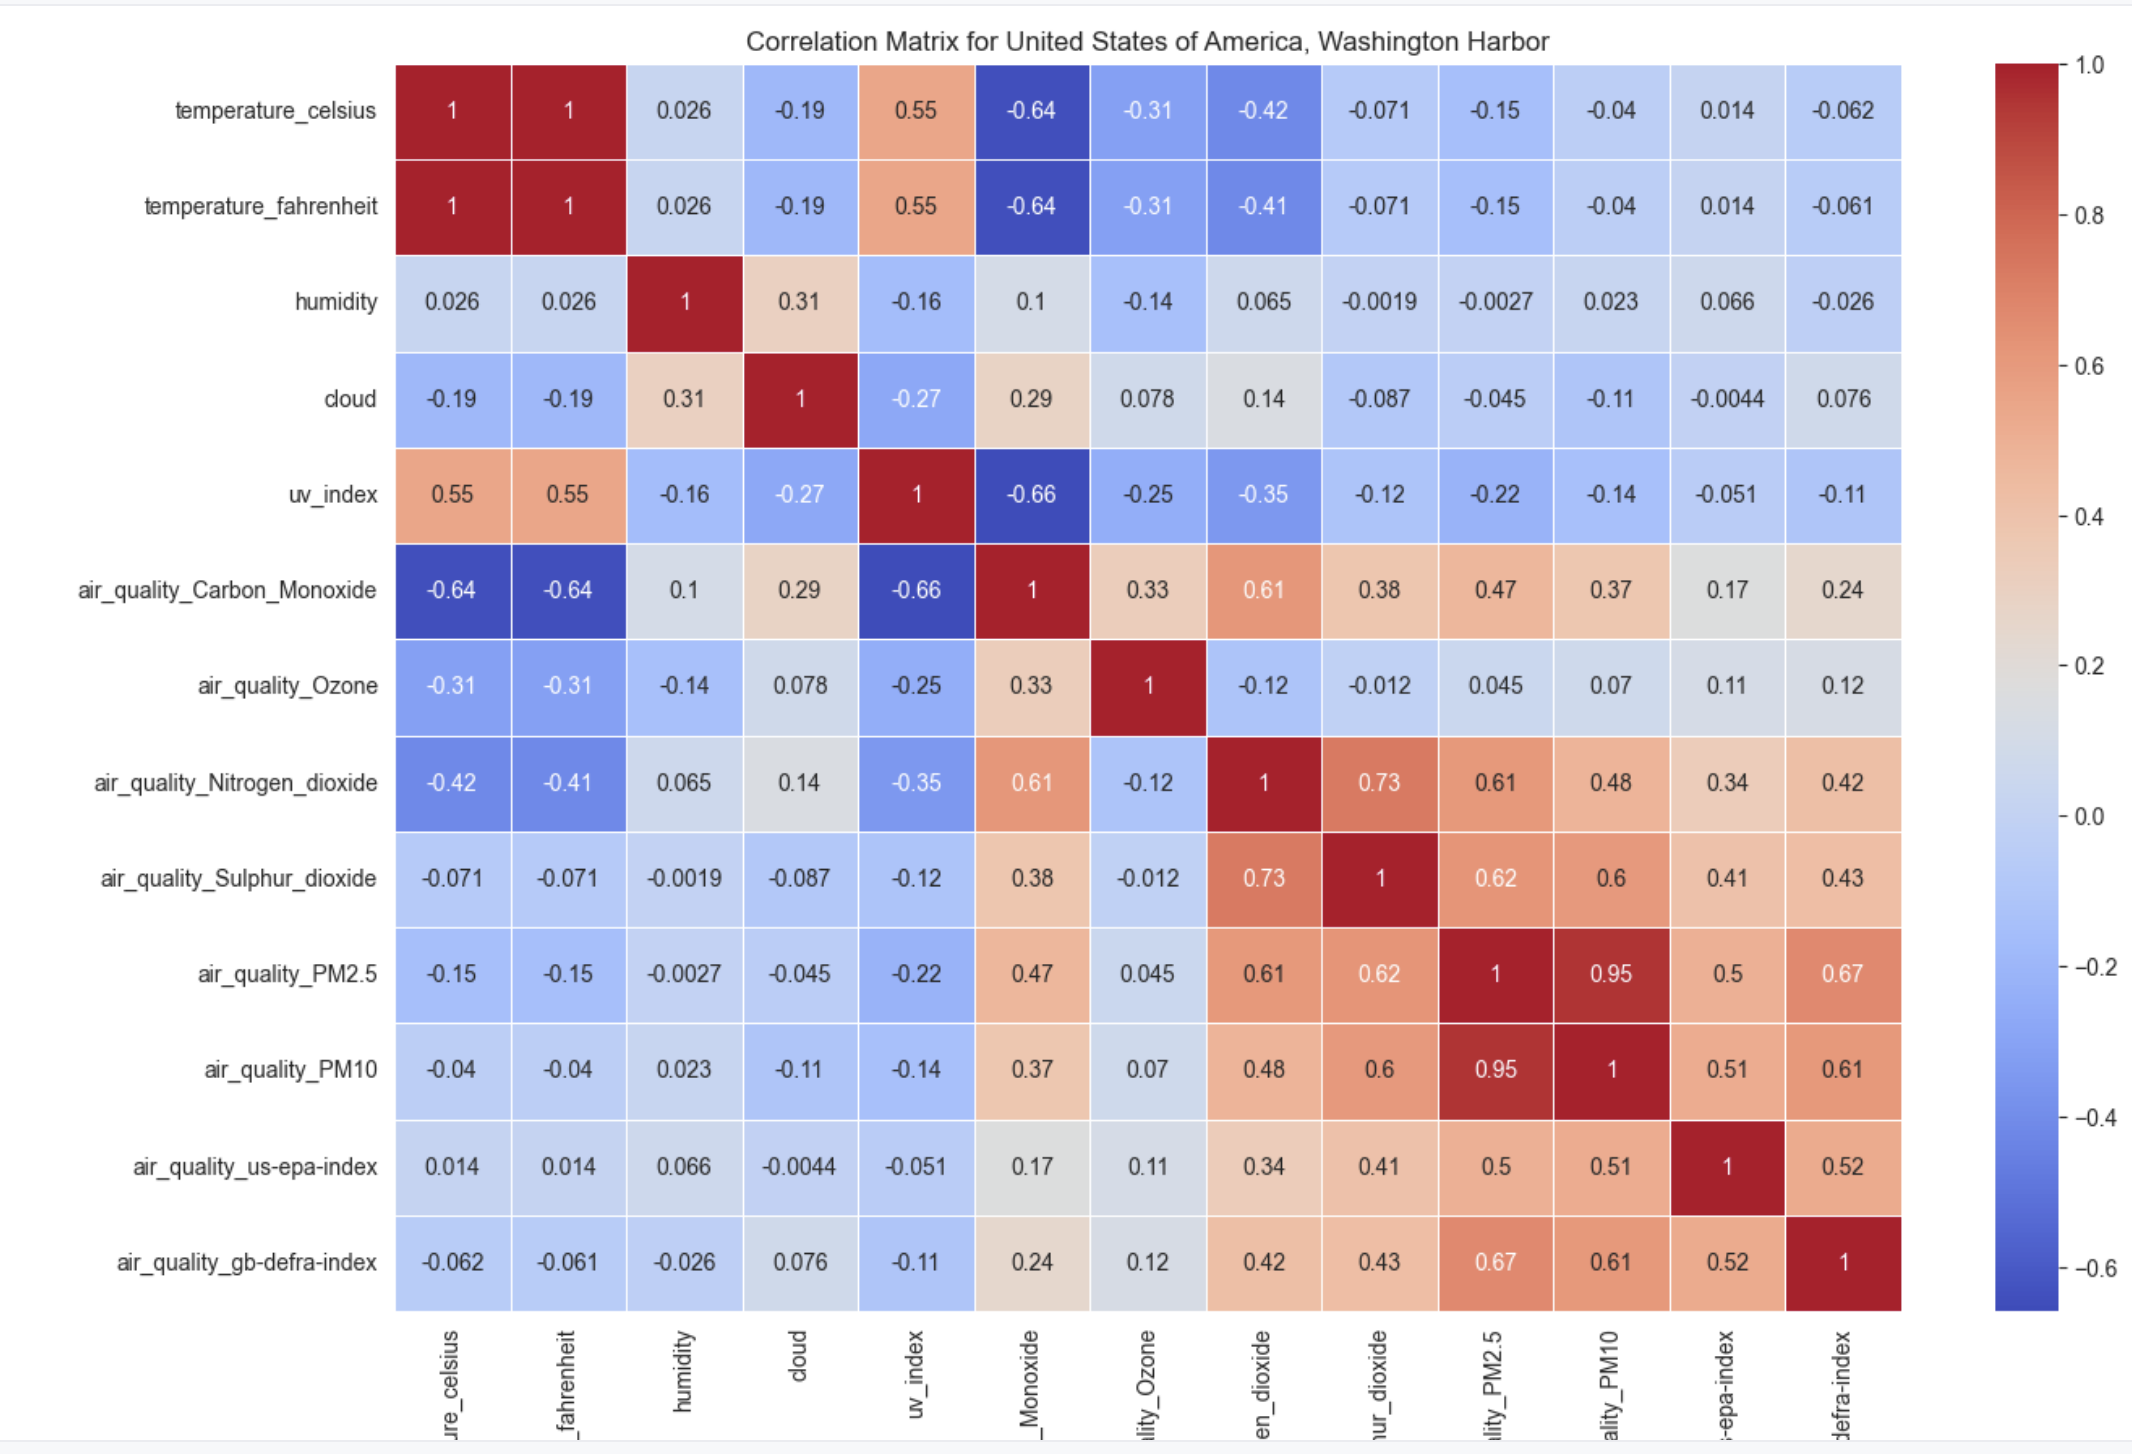 Correlation Matrix for United States of America, Washington Harbor
temperature_celsius 1 1 0.026 -0.19 0.55 -0.64 -0.31 -0.42 -0.071 -0.15 -0.04 0.014 -0.062
temperature_fahrenheit 1 1 0.026 -0.19 0.55 -0.64 -0.31 -0.41 -0.071 -0.15 -0.04 0.014 -0.061
humidity 0.026 0.026 1 0.31 -0.16 0.1 -0.14 0.065 -0.0019 -0.0027 0.023 0.066 -0.026
cloud -0.19 -0.19 0.31 1 -0.27 0.29 0.078 0.14 -0.087 -0.045 -0.11 -0.0044 0.076
uv_index 0.55 0.55 -0.16 -0.27 1 -0.66 -0.25 -0.35 -0.12 -0.22 -0.14 -0.051 -0.11
air_quality_Carbon_Monoxide -0.64 -0.64 0.1 0.29 -0.66 1 0.33 0.61 0.38 0.47 0.37 0.17 0.24
air_quality_Ozone -0.31 -0.31 -0.14 0.078 -0.25 0.33 1 -0.12 -0.012 0.045 0.07 0.11 0.12
air_quality_Nitrogen_dioxide -0.42 -0.41 0.065 0.14 -0.35 0.61 -0.12 1 0.73 0.61 0.48 0.34 0.42
air_quality_Sulphur_dioxide -0.071 -0.071 -0.0019 -0.087 -0.12 0.38 -0.012 0.73 1 0.62 0.6 0.41 0.43
air_quality_PM2.5 -0.15 -0.15 -0.0027 -0.045 -0.22 0.47 0.045 0.61 0.62 1 0.95 0.5 0.67
air_quality_PM10 -0.04 -0.04 0.023 -0.11 -0.14 0.37 0.07 0.48 0.6 0.95 1 0.51 0.61
air_quality_us-epa-index 0.014 0.014 0.066 -0.0044 -0.051 0.17 0.11 0.34 0.41 0.5 0.51 1 0.52
air_quality_gb-defra-index -0.062 -0.061 -0.026 0.076 -0.11 0.24 0.12 0.42 0.43 0.67 0.61 0.52 1
ure_celsius
_fahrenheit
humidity
cloud
uv_index
_Monoxide
ality_Ozone
en_dioxide
hur_dioxide
ality_PM2.5
ality_PM10
-epa-index
defra-index
1.0
0.8
0.6
0.4
0.2
0.0
−0.2
−0.4
−0.6